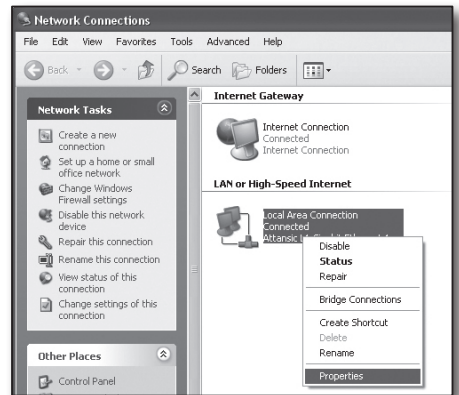 Network Connections
File Edit View Favorites Tools Advanced Help
Back Search Folders
Network Tasks
Create a new
connection
Set up a home or small
office network
Change Windows
Firewall settings
Disable this network
device
Repair this connection
Rename this connection
View status of this
connection
Change settings of this
connection
Other Places
Control Panel
Internet Gateway
Internet Connection
Connected
Internet Connection
LAN or High-Speed Internet
Local Area Connection
Connected
Attansic
Disable
Status
Repair
Bridge Connections
Create Shortcut
Delete
Rename
Properties